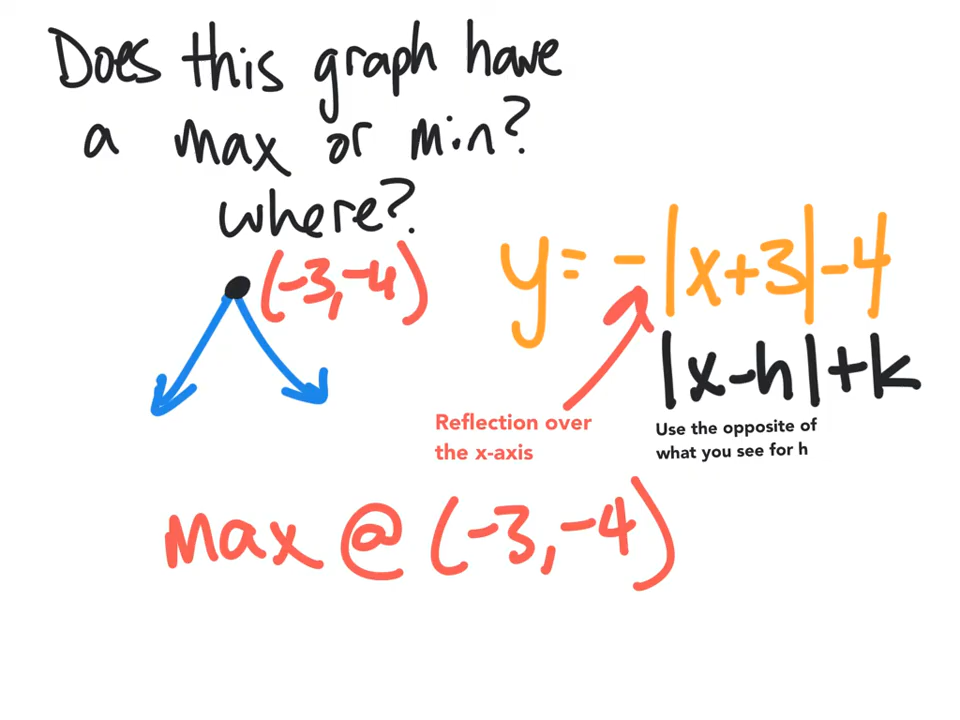 Does this graph have
a max or min?
where?
(-3,-4)
y= -|x+3|-4
|x-h|+k
Reflection over
the x-axis
Use the opposite of
what you see for h
Max @ (-3,-4)